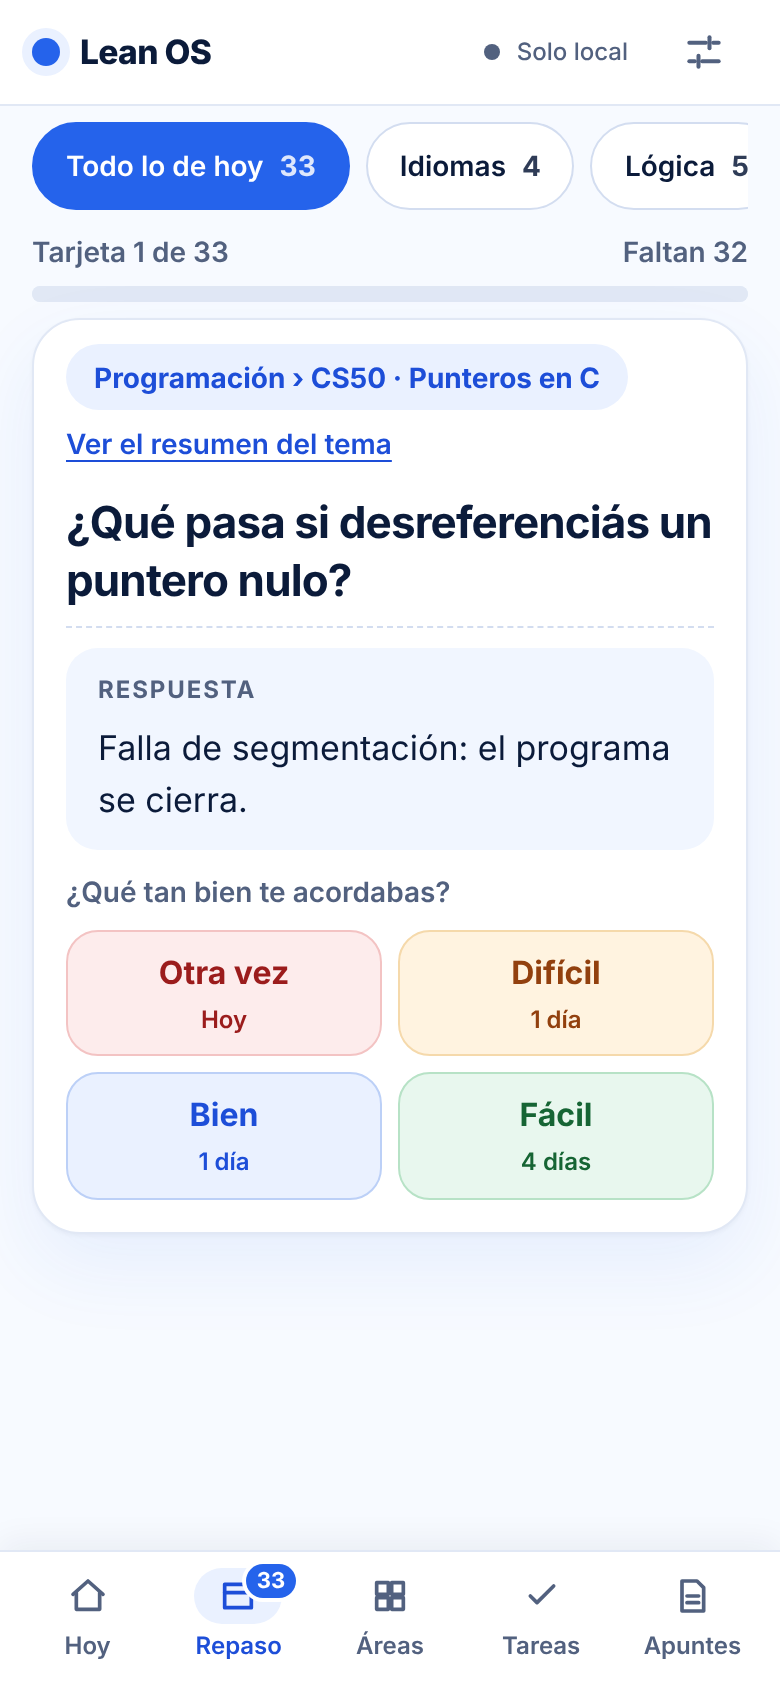 Lean OS
Solo local
Todo lo de hoy 33
Idiomas 4
Lógica 5
Tarjeta 1 de 33
Faltan 32
Programación › CS50 · Punteros en C
Ver el resumen del tema
¿Qué pasa si desreferenciás un
puntero nulo?
RESPUESTA
Falla de segmentación: el programa
se cierra.
¿Qué tan bien te acordabas?
Otra vez
Hoy
Difícil
1 día
Bien
1 día
Fácil
4 días
33
Hoy
Repaso
Áreas
Tareas
Apuntes